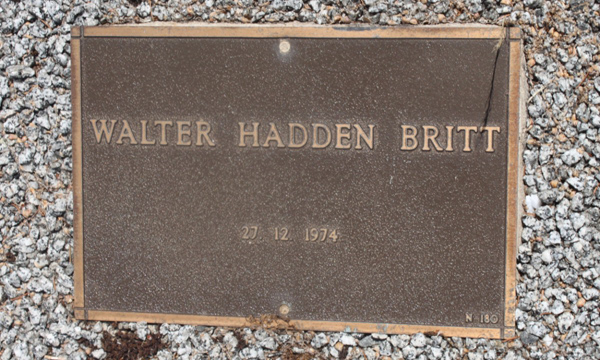 WALTER HADDEN BRITT
27. 12. 1974
N 180